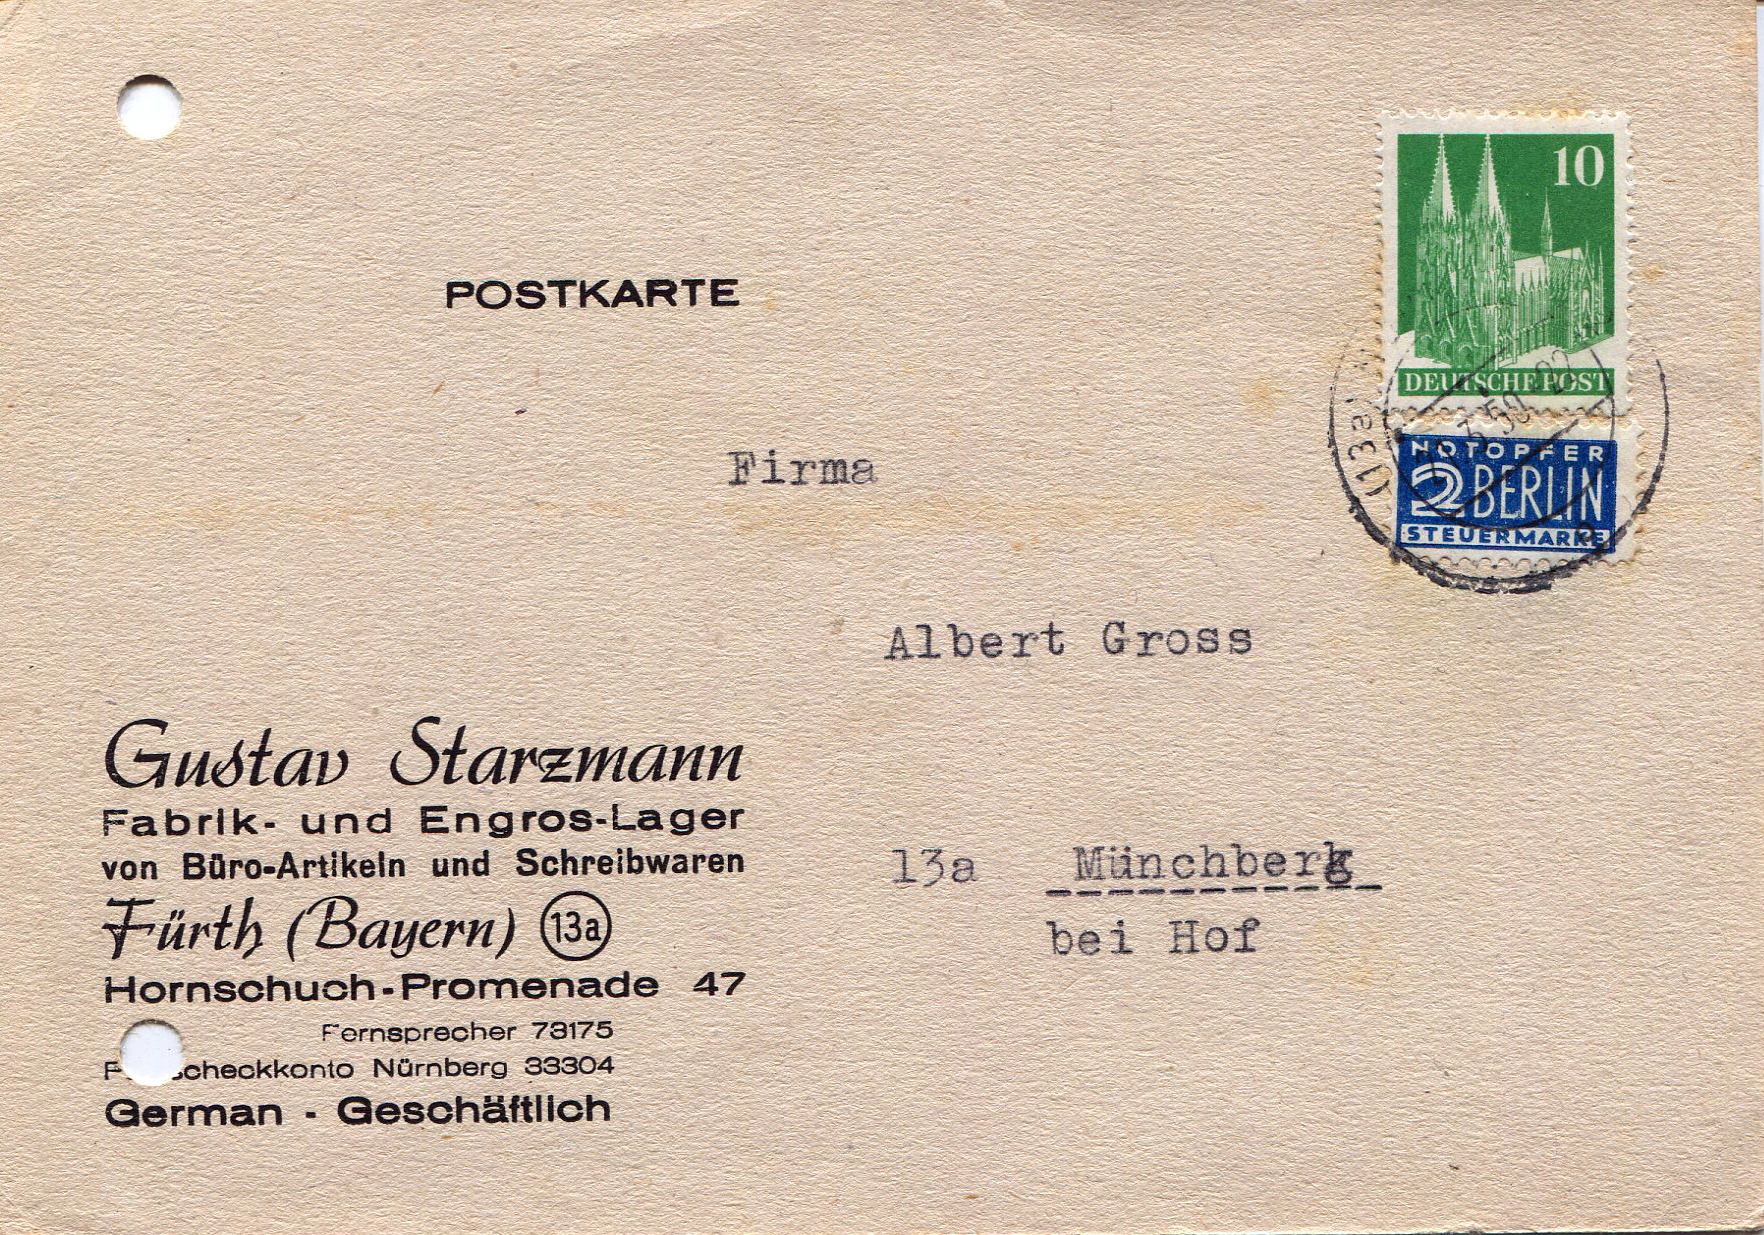 10
DEUTSCHE POST
NOTOPFER
2 BERLIN
STEUERMARKE
(13a)
POSTKARTE
Firma
Albert Gross
13a Münchberg
bei Hof
Gustav Starzmann
Fabrik- und Engros-Lager
von Büro-Artikeln und Schreibwaren
Fürth (Bayern) 13a
Hornschuch-Promenade 47
Fernsprecher 73175
Nürnberg 33304
German - Geschäftlich